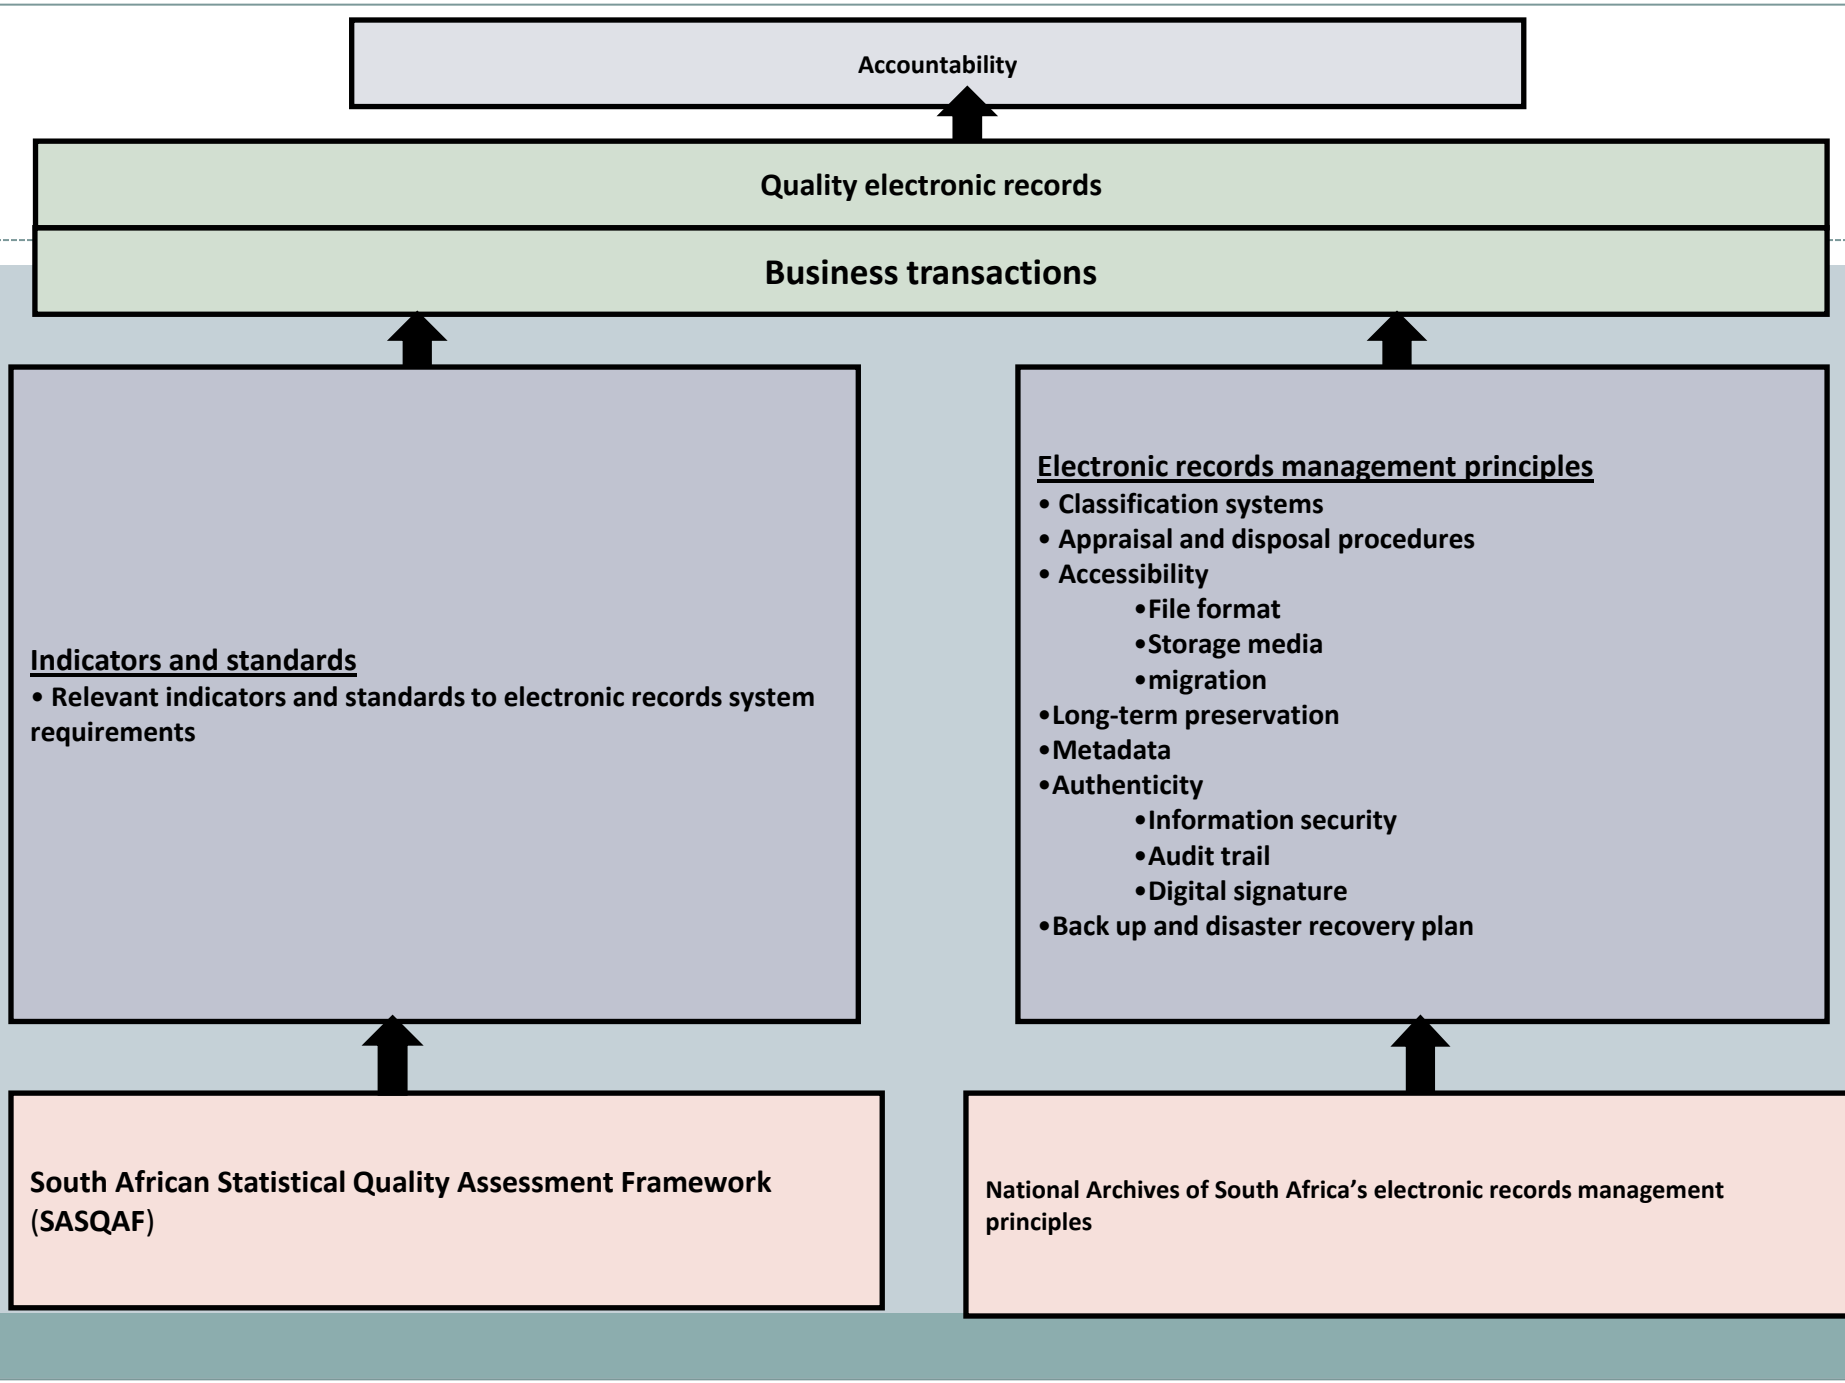 Accountability
Quality electronic records
Business transactions
Indicators and standards
• Relevant indicators and standards to electronic records system
requirements
Electronic records management principles
• Classification systems
• Appraisal and disposal procedures
• Accessibility
•File format
•Storage media
•migration
•Long-term preservation
•Metadata
•Authenticity
•Information security
•Audit trail
•Digital signature
•Back up and disaster recovery plan
South African Statistical Quality Assessment Framework
(SASQAF)
National Archives of South Africa’s electronic records management
principles